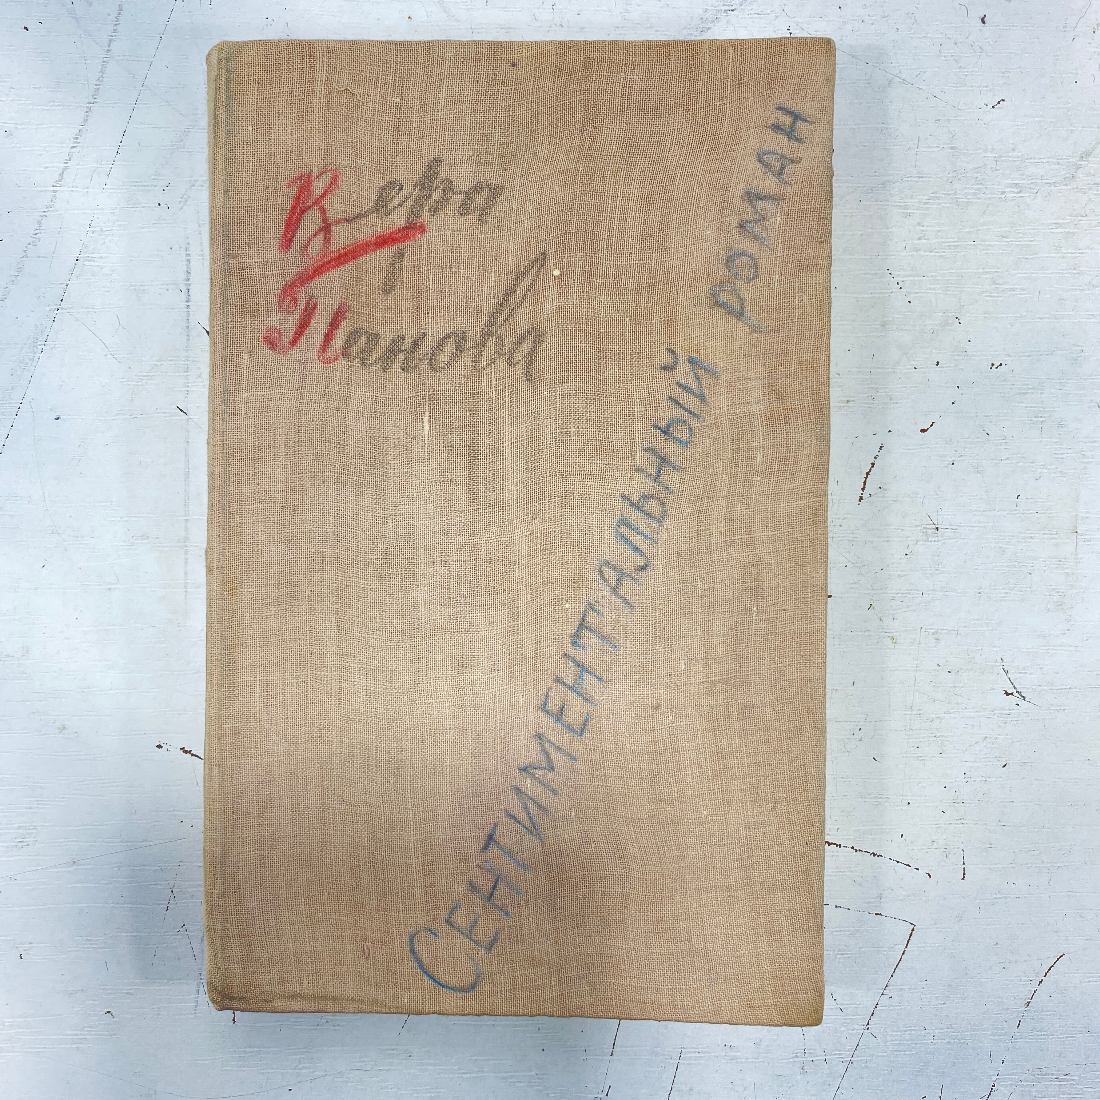 Вера
Панова
Сентиментальный роман